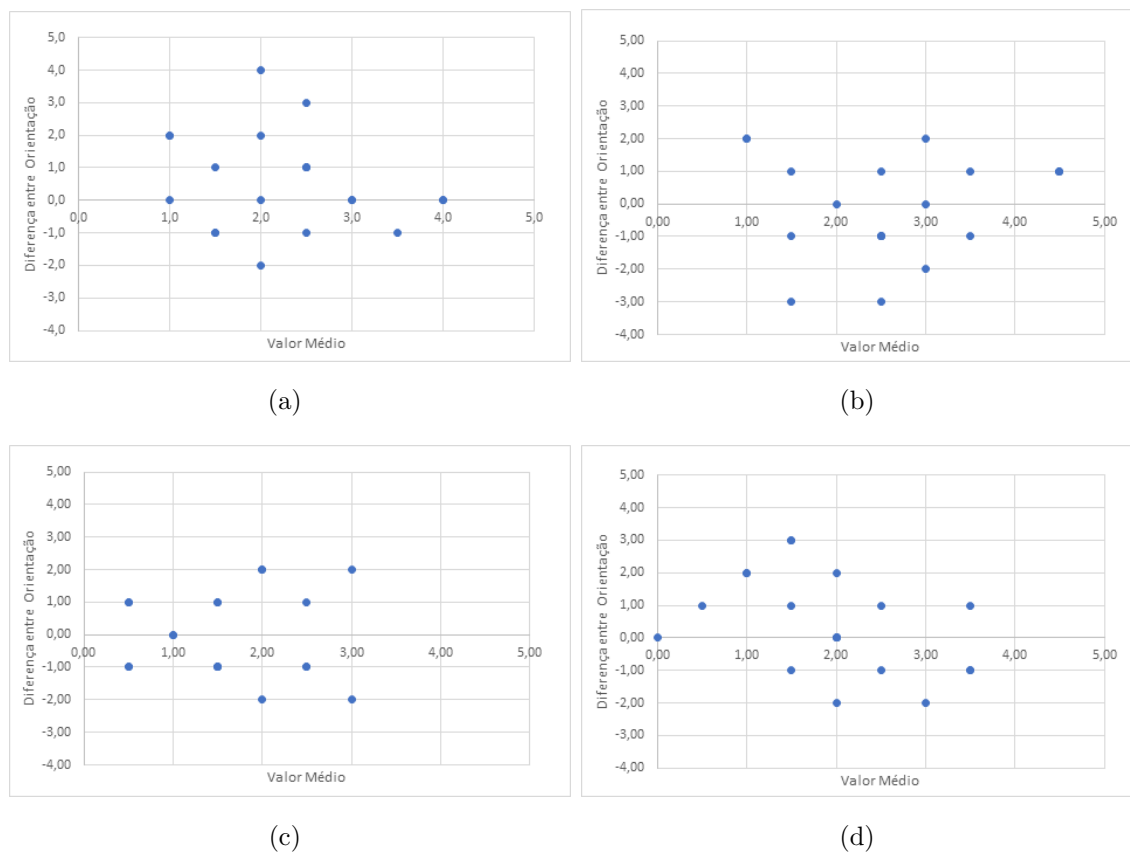 5,0
4,0
3,0
2,0
1,0
0,0
0,0 1,0 2,0 3,0 4,0 5,0
-1,0
-2,0
-3,0
-4,0
Diferença entre Orientação
Valor Médio
(a)
5,00
4,00
3,00
2,00
1,00
0,00
0,00 1,00 2,00 3,00 4,00 5,00
-1,00
-2,00
-3,00
-4,00
Diferença entre Orientação
Valor Médio
(b)
5,00
4,00
3,00
2,00
1,00
0,00
0,00 1,00 2,00 3,00 4,00 5,00
-1,00
-2,00
-3,00
-4,00
Diferença entre Orientação
Valor Médio
(c)
5,00
4,00
3,00
2,00
1,00
0,00
0,00 1,00 2,00 3,00 4,00 5,00
-1,00
-2,00
-3,00
-4,00
Diferença entre Orientação
Valor Médio
(d)